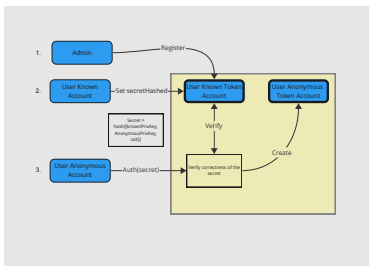 1.
Admin
Register
2.
User Known
Account
Set secretHashed
User Known Token
Account
User Anonymous
Token Account
Secret =
hash([knownPrivKey,
AnonymousPrivKey,
salt])
Verify
Create
3.
User Anonymous
Account
Auth(secret)
Verify correctness of the
secret